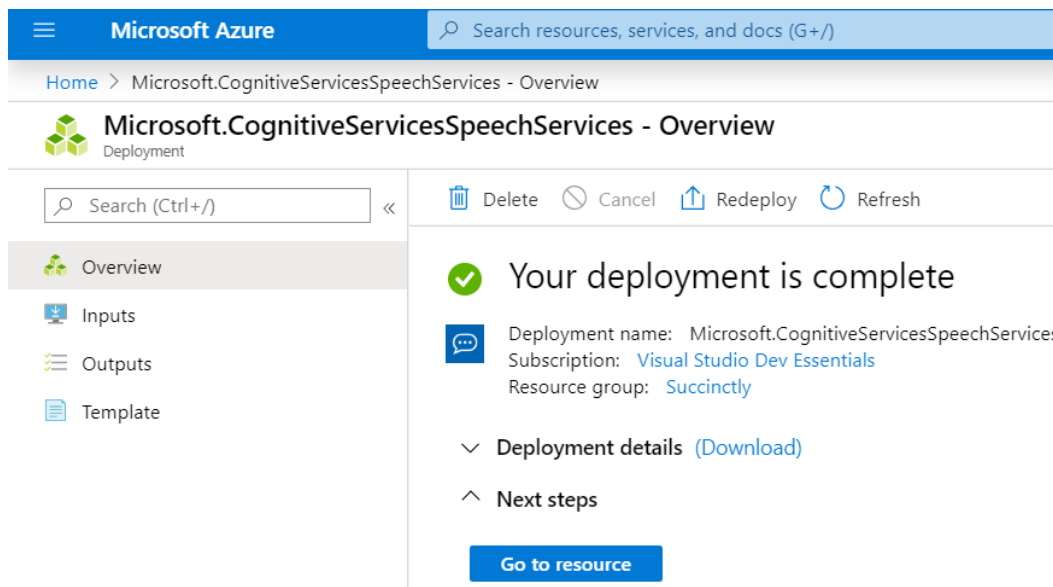 Microsoft Azure
Search resources, services, and docs (G+/)
Home > Microsoft.CognitiveServicesSpeechServices - Overview
Microsoft.CognitiveServicesSpeechServices - Overview
Deployment
Search (Ctrl+/)
Delete Cancel Redeploy Refresh
Overview
Inputs
Outputs
Template
Your deployment is complete
Deployment name: Microsoft.CognitiveServicesSpeechServices
Subscription: Visual Studio Dev Essentials
Resource group: Succinctly
Deployment details (Download)
Next steps
Go to resource